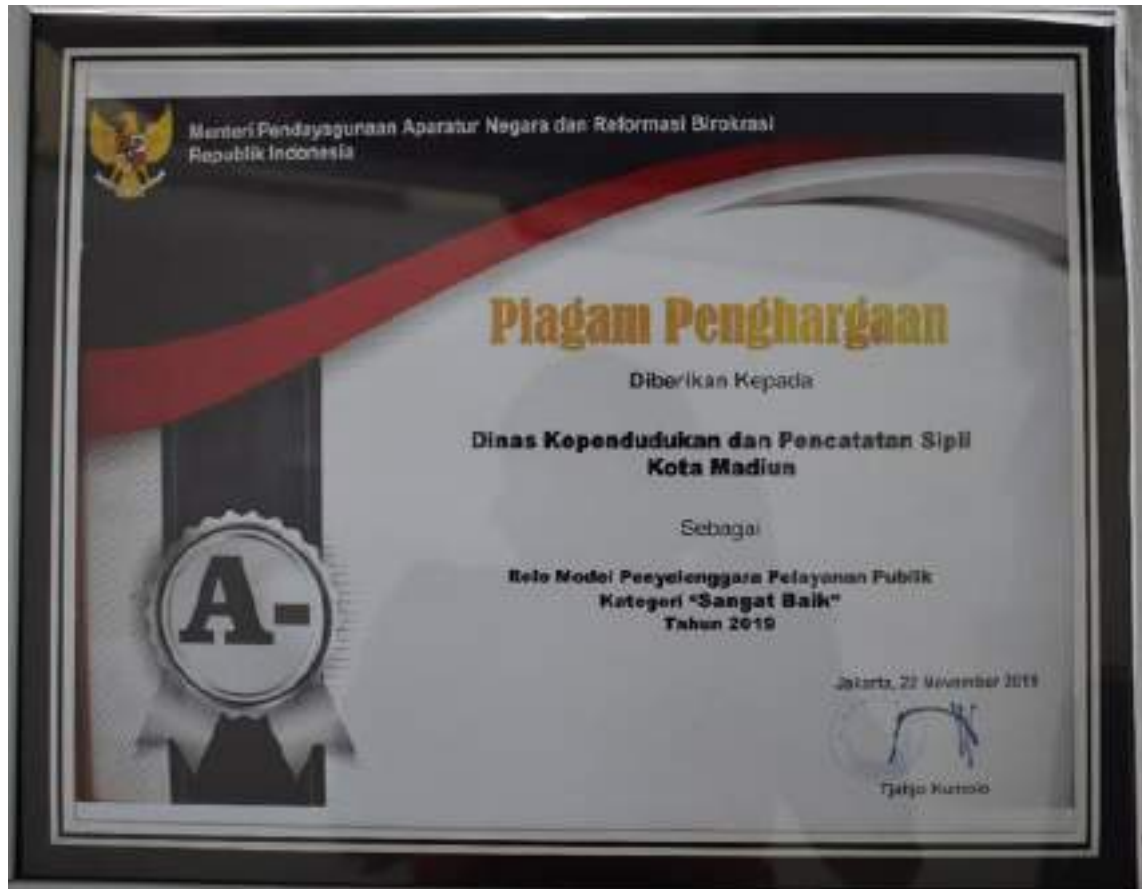 Menteri Pendayagunaan Aparatur Negara dan Reformasi Birokrasi
Republik Indonesia
Piagam Penghargaan
Diberikan Kepada
Dinas Kependudukan dan Pencatatan Sipil
Kota Madiun
Sebagai
Role Model Penyelenggara Pelayanan Publik
Kategori "Sangat Baik"
Tahun 2019
A-
Jakarta, 22 November 2019
Tjahjo Kumolo